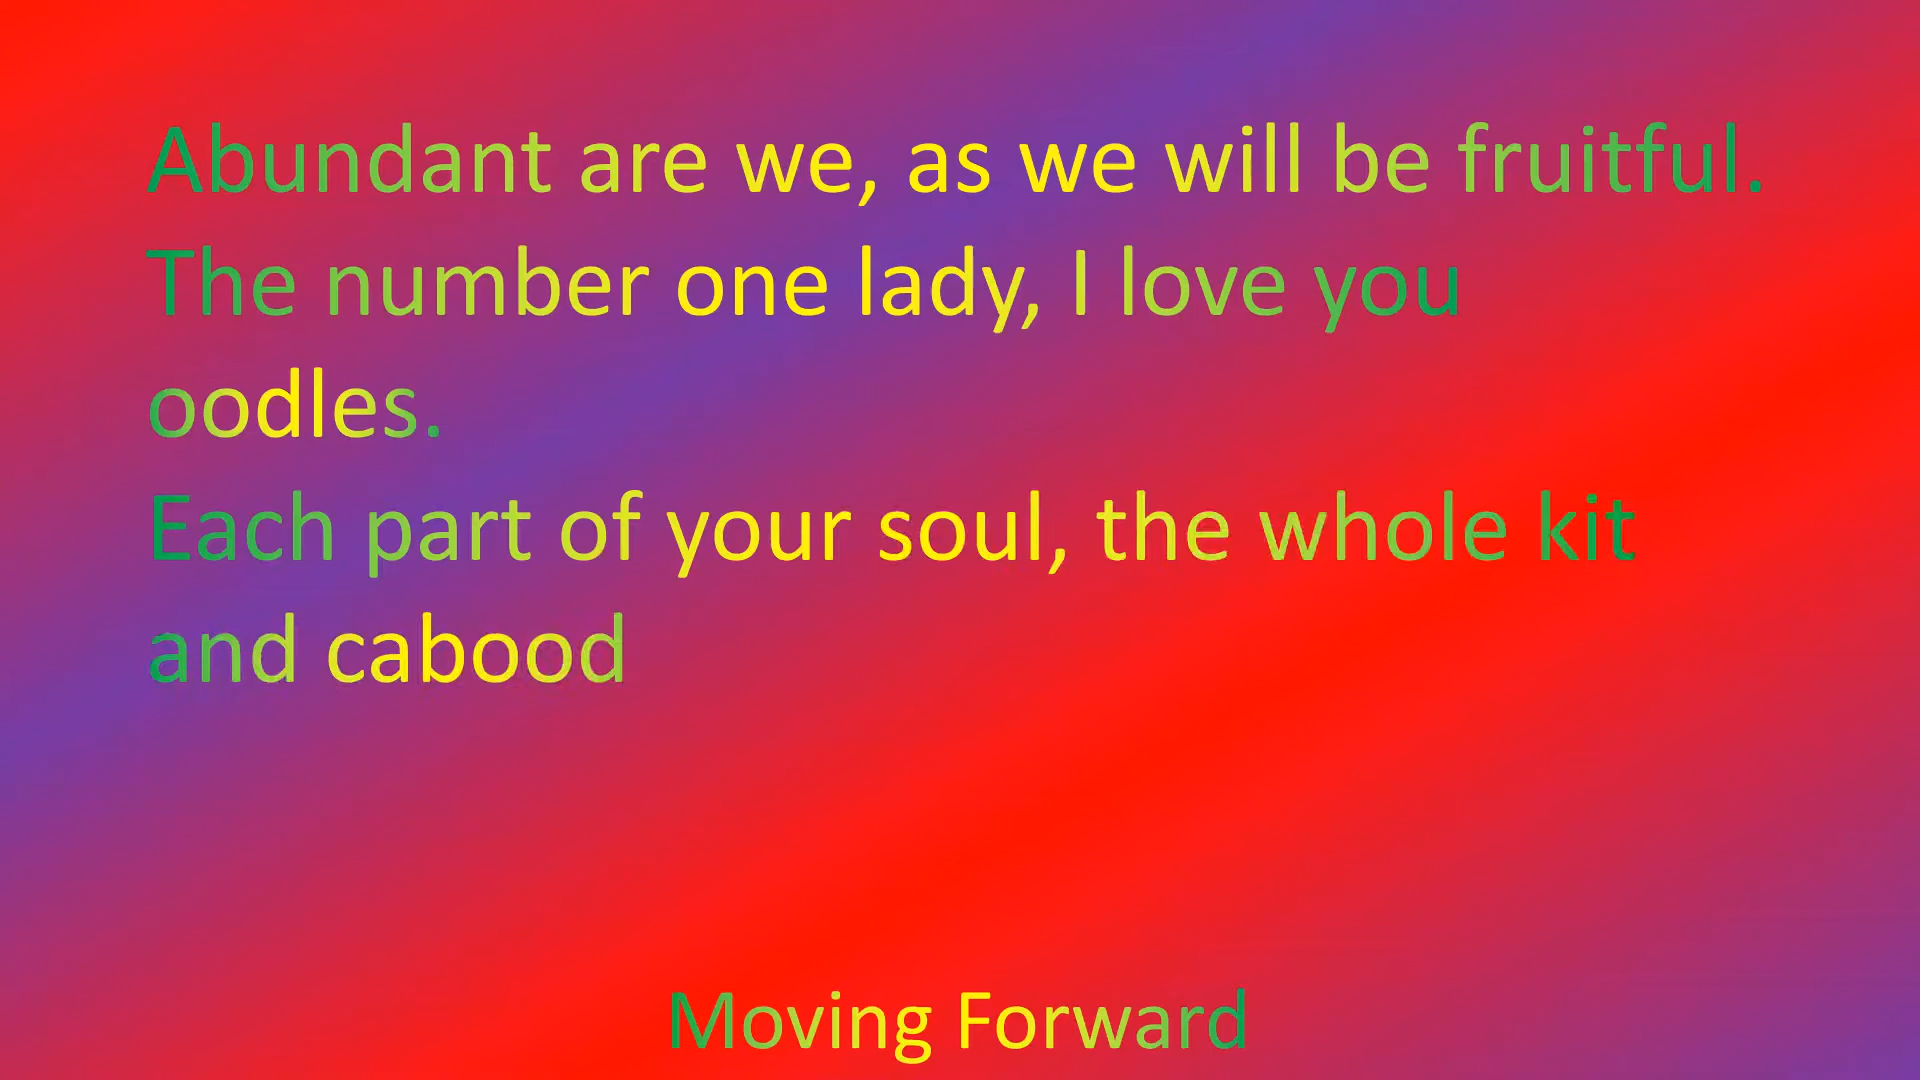 Abundant are we, as we will be fruitful.
The number one lady, I love you
oodles.
Each part of your soul, the whole kit
and cabood
Moving Forward